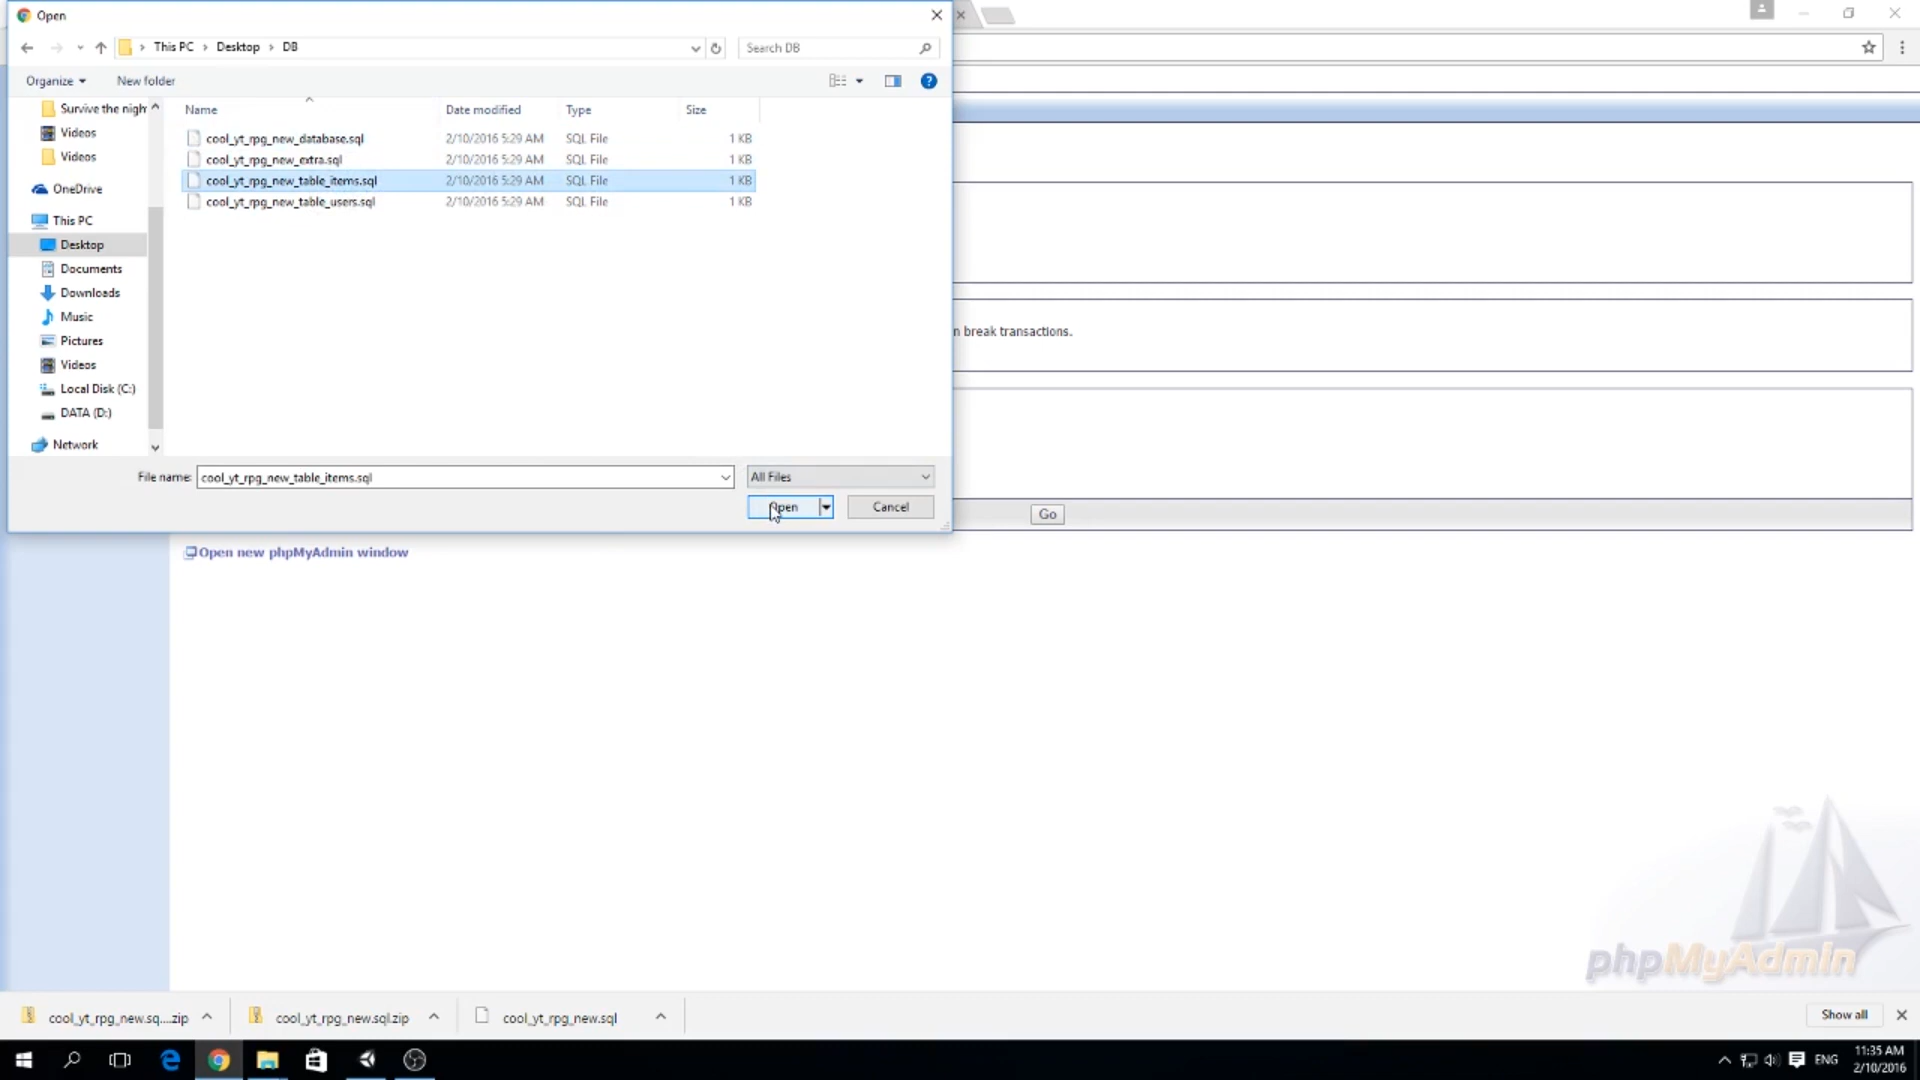 Open
This PC
Desktop
DB
Search DB
Organize
New folder
Name
Date modified
Type
Size
Survive the nigh
cool_yt_rpg_new_database.sql
2/10/2016 5:29 AM
SQL File
1 KB
Videos
cool_yt_rpg_new_extra.sql
2/10/2016 5:29 AM
SQL File
1 KB
Videos
cool_yt_rpg_new_table_items.sql
2/10/2016 5:29 AM
SQL File
1 KB
OneDrive
cool_yt_rpg_new_table_users.sql
2/10/2016 5:29 AM
SQL File
1 KB
This PC
Desktop
Documents
Downloads
Music
Pictures
Videos
Local Disk (C:)
DATA (D:)
Network
n break transactions.
File name:
cool_yt_rpg_new_table_items.sql
All Files
Open
Cancel
Go
Open new phpMyAdmin window
phpMyAdmin
cool_yt_rpg_new.sq....zip
cool_yt_rpg_new.sql.zip
cool_yt_rpg_new.sql
Show all
ENG
11:35 AM
2/10/2016